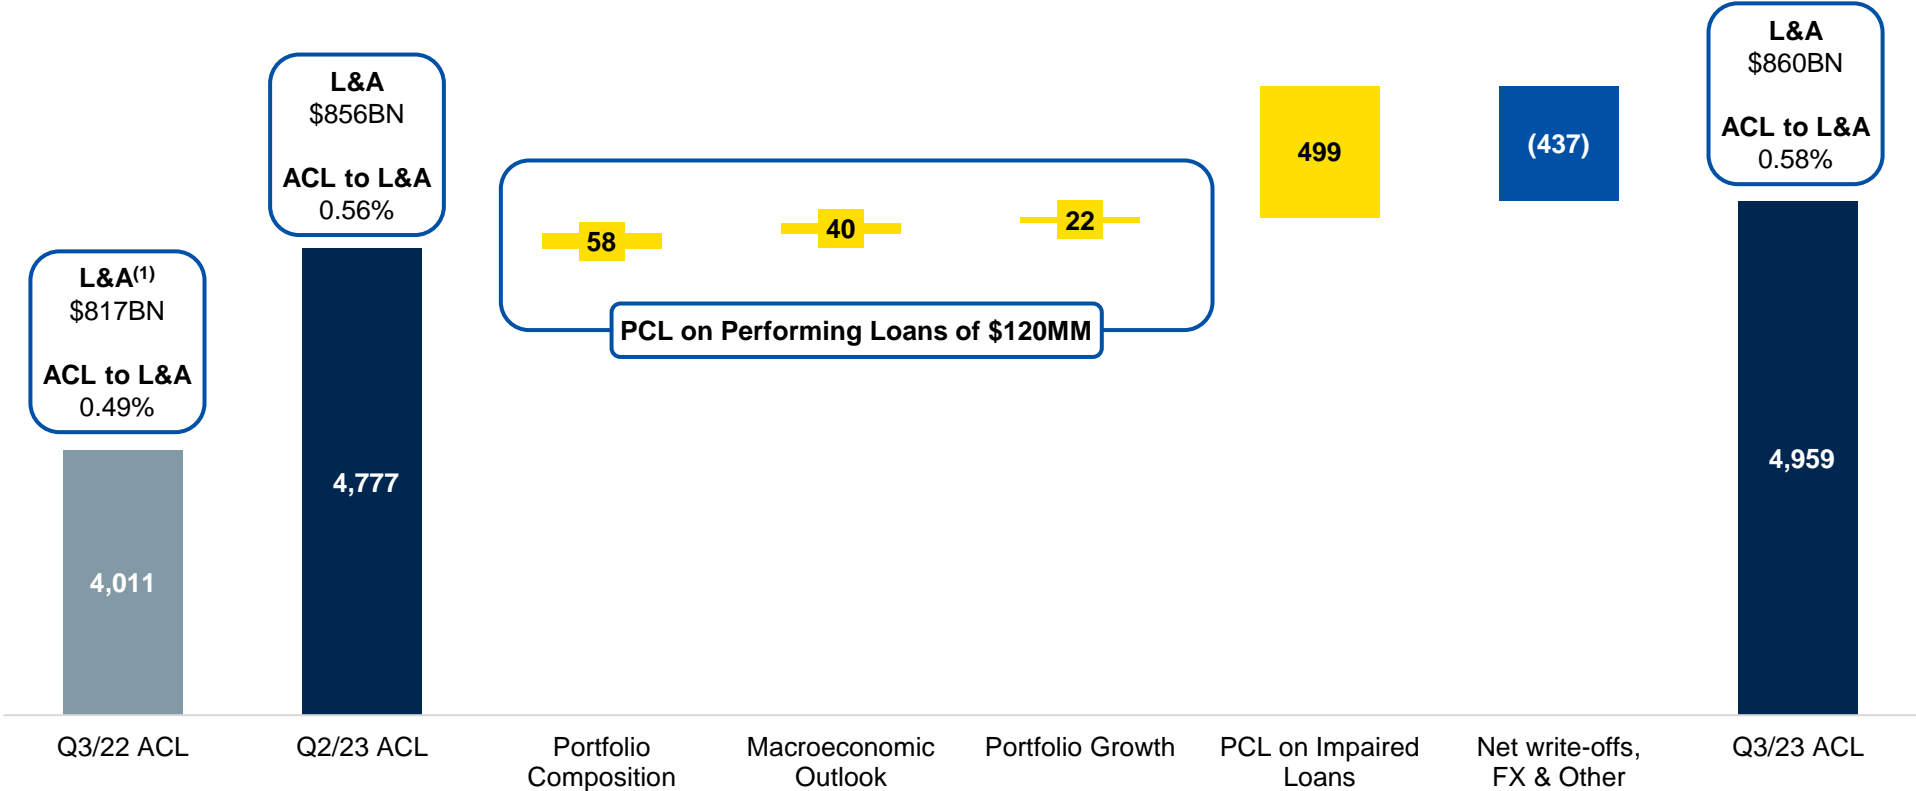 L&A(1)
$817BN
ACL to L&A
0.49%
4,011
L&A
$856BN
ACL to L&A
0.56%
4,777
58
40
22
PCL on Performing Loans of $120MM
499
(437)
L&A
$860BN
ACL to L&A
0.58%
4,959
Q3/22 ACL
Q2/23 ACL
Portfolio
Composition
Macroeconomic
Outlook
Portfolio Growth
PCL on Impaired
Loans
Net write-offs,
FX & Other
Q3/23 ACL